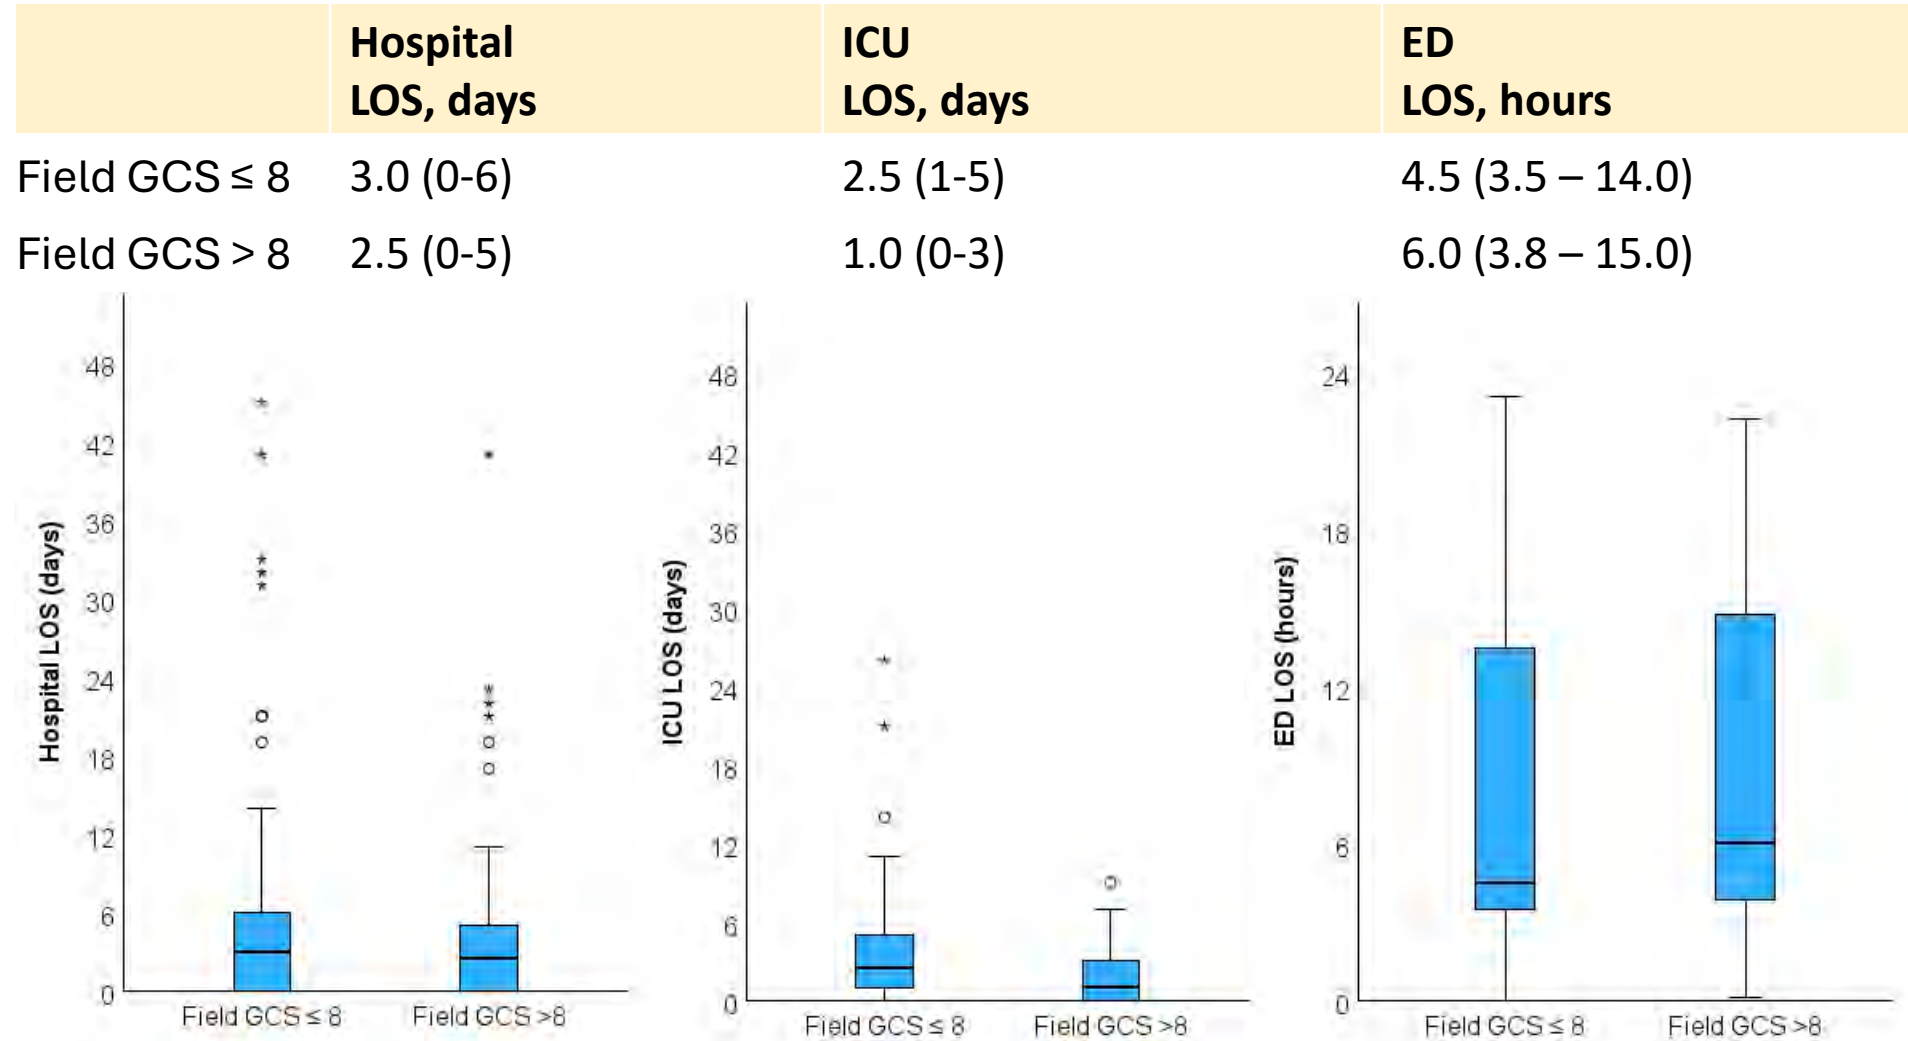 Hospital LOS, days
ICU LOS, days
ED LOS, hours
Field GCS ≤ 8 3.0 (0-6) 2.5 (1-5) 4.5 (3.5 – 14.0)
Field GCS > 8 2.5 (0-5) 1.0 (0-3) 6.0 (3.8 – 15.0)
Hospital LOS (days)
48
42
36
30
24
18
12
6
0
Field GCS ≤ 8 Field GCS >8
ICU LOS (days)
48
42
36
30
24
18
12
6
0
Field GCS ≤ 8 Field GCS >8
ED LOS (hours)
24
18
12
6
0
Field GCS ≤ 8 Field GCS >8